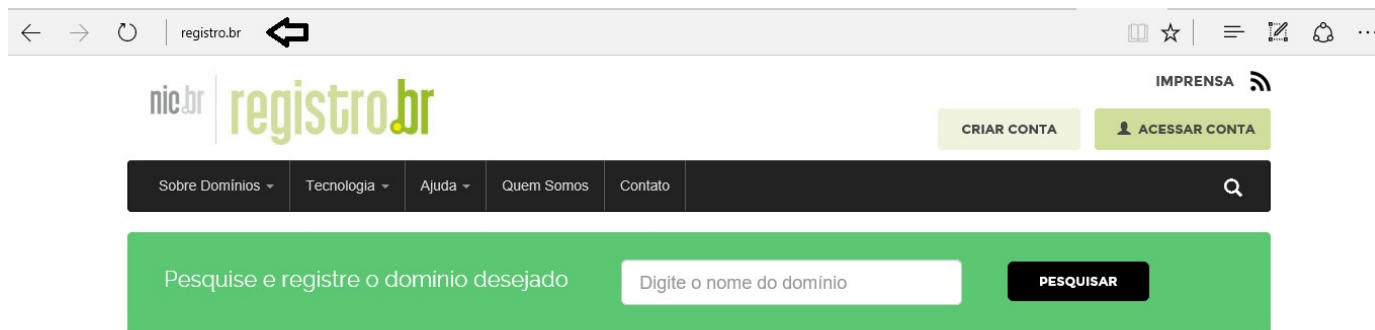 registro.br
nic.br registro.br
IMPRENSA
CRIAR CONTA ACESSAR CONTA
Sobre Domínios Tecnologia Ajuda Quem Somos Contato
Pesquise e registre o domínio desejado Digite o nome do domínio PESQUISAR